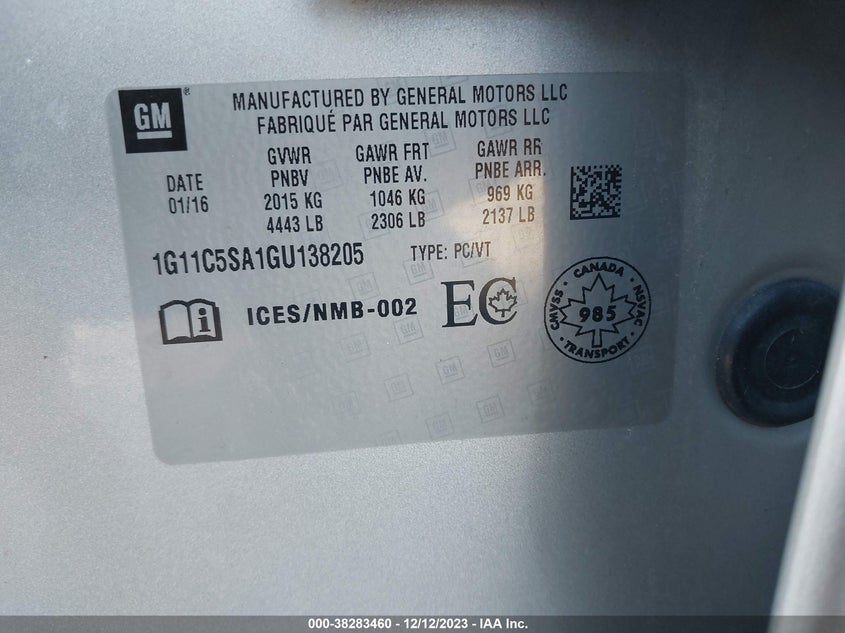 GM ®
MANUFACTURED BY GENERAL MOTORS LLC
FABRIQUÉ PAR GENERAL MOTORS LLC
DATE
01/16
GVWR
PNBV
2015 KG
4443 LB
GAWR FRT
PNBE AV.
1046 KG
2306 LB
GAWR RR
PNBE ARR.
969 KG
2137 LB
1G11C5SA1GU138205 TYPE: PC/VT
i ICES/NMB-002 EC
CANADA
CMVSS · 985 · NSVAC
TRANSPORT
000-38283460 - 12/12/2023 - IAA Inc.